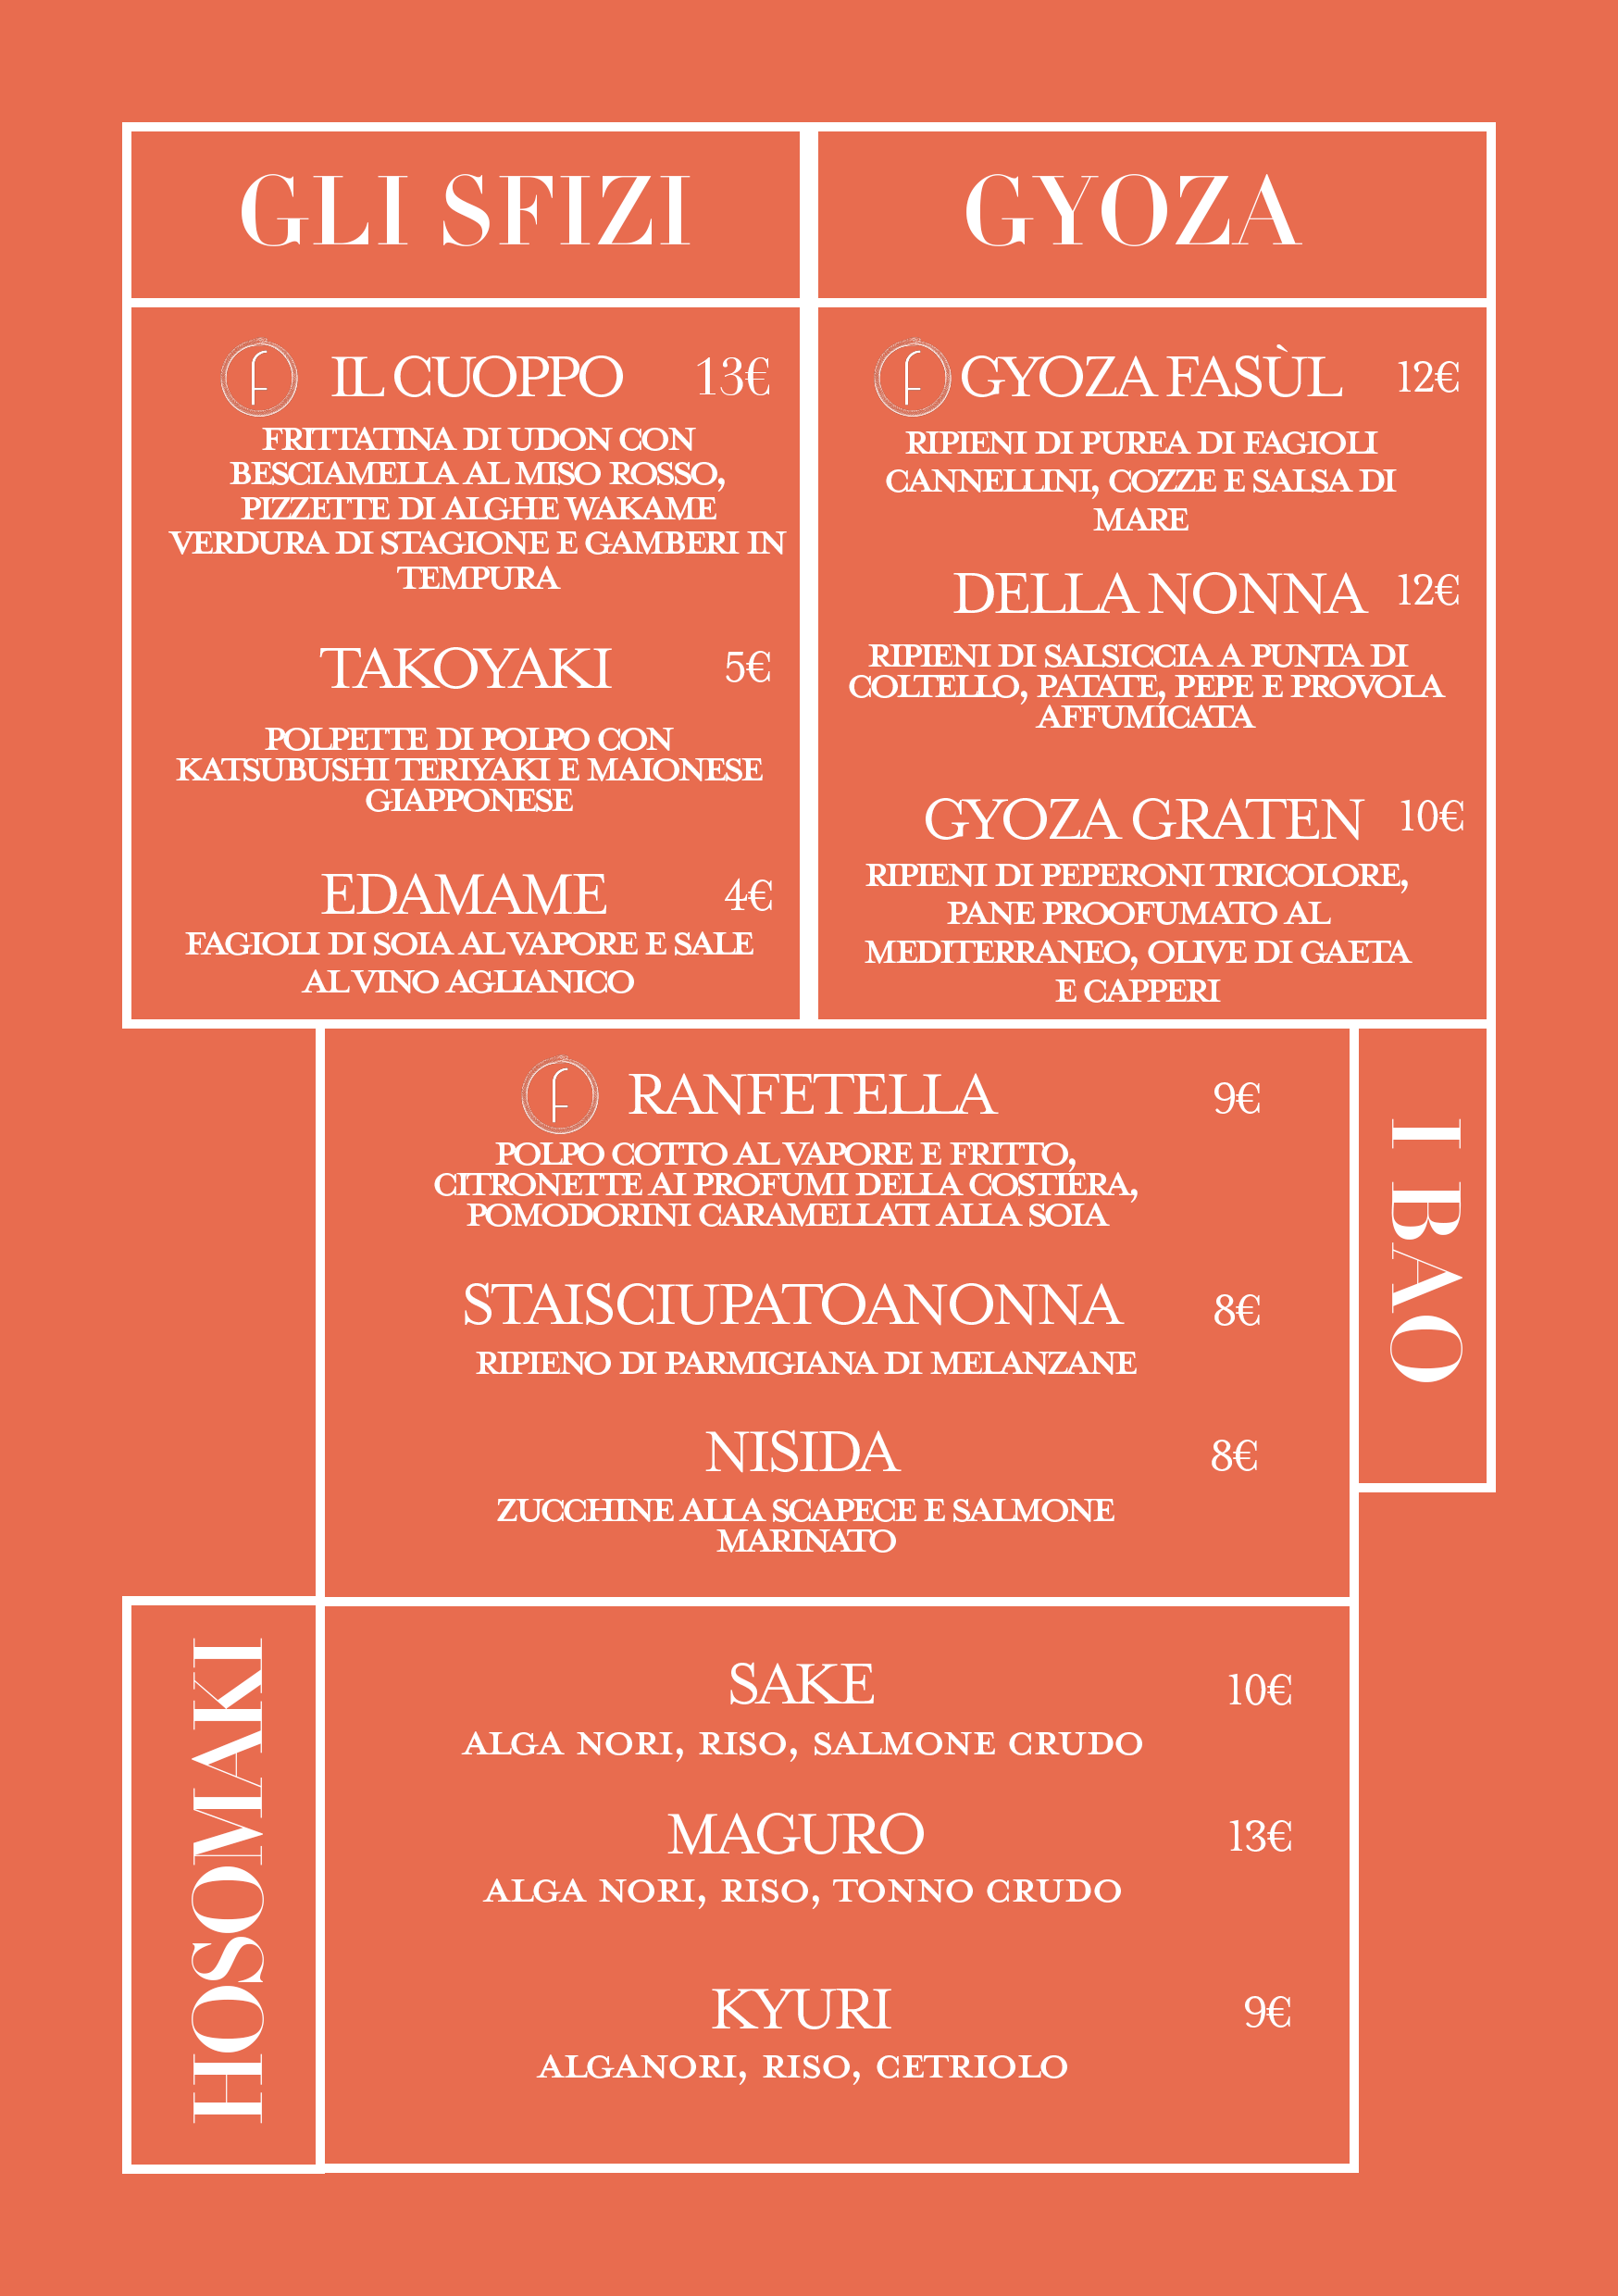 GLI SFIZI
f IL CUOPPO 13€
FRITTATINA DI UDON CON
BESCIAMELLA AL MISO ROSSO,
PIZZETTE DI ALGHE WAKAME
VERDURA DI STAGIONE E GAMBERI IN
TEMPURA
TAKOYAKI 5€
POLPETTE DI POLPO CON
KATSUBUSHI TERIYAKI E MAIONESE
GIAPPONESE
EDAMAME 4€
FAGIOLI DI SOIA AL VAPORE E SALE
AL VINO AGLIANICO
GYOZA
f GYOZA FASÙL 12€
RIPIENI DI PUREA DI FAGIOLI
CANNELLINI, COZZE E SALSA DI
MARE
DELLA NONNA 12€
RIPIENI DI SALSICCIA A PUNTA DI
COLTELLO, PATATE, PEPE E PROVOLA
AFFUMICATA
GYOZA GRATEN 10€
RIPIENI DI PEPERONI TRICOLORE,
PANE PROOFUMATO AL
MEDITERRANEO, OLIVE DI GAETA
E CAPPERI
I BAO
f RANFETELLA 9€
POLPO COTTO AL VAPORE E FRITTO,
CITRONETTE AI PROFUMI DELLA COSTIERA,
POMODORINI CARAMELLATI ALLA SOIA
STAISCIUPATOANONNA 8€
RIPIENO DI PARMIGIANA DI MELANZANE
NISIDA 8€
ZUCCHINE ALLA SCAPECE E SALMONE
MARINATO
HOSOMAKI
SAKE 10€
ALGA NORI, RISO, SALMONE CRUDO
MAGURO 13€
ALGA NORI, RISO, TONNO CRUDO
KYURI 9€
ALGANORI, RISO, CETRIOLO